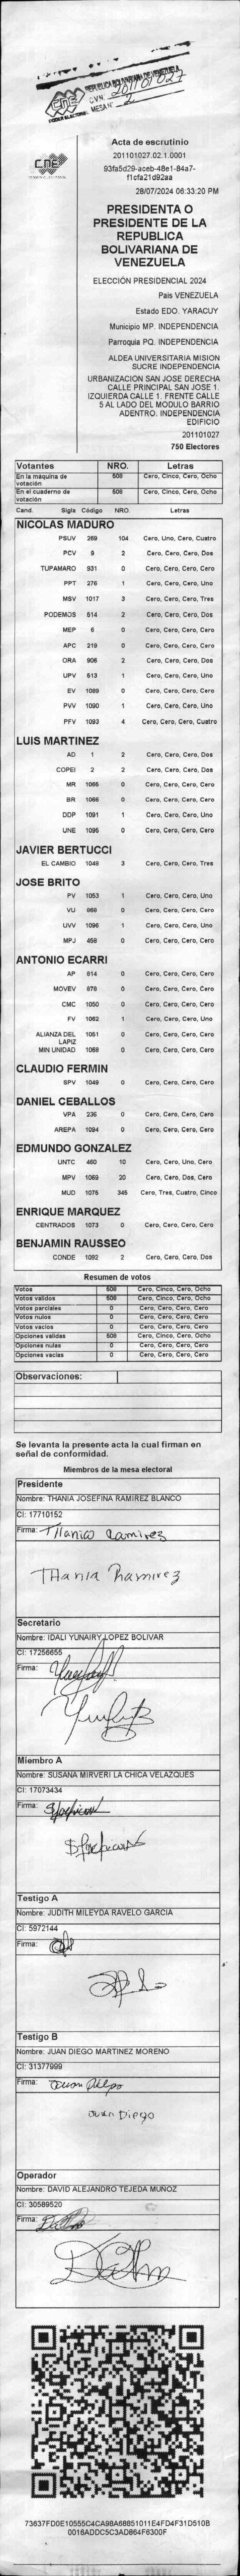 CNE
PODER ELECTORAL
REPUBLICA BOLIVARIANA DE VENEZUELA
CVN. 201101027
MESA Nº 2
CNE
Acta de escrutinio
201101027.02.1.0001
93fa5d29-aceb-48e1-84a7-
f1cfa21d92aa
28/07/2024 06:33:20 PM
PRESIDENTA O
PRESIDENTE DE LA
REPUBLICA
BOLIVARIANA DE
VENEZUELA
ELECCIÓN PRESIDENCIAL 2024
Pais VENEZUELA
Estado EDO. YARACUY
Municipio MP. INDEPENDENCIA
Parroquia PQ. INDEPENDENCIA
ALDEA UNIVERSITARIA MISION
SUCRE INDEPENDENCIA
URBANIZACION SAN JOSE DERECHA
CALLE PRINCIPAL SAN JOSE 1.
IZQUIERDA CALLE 1. FRENTE CALLE
5 AL LADO DEL MODULO BARRIO
ADENTRO. INDEPENDENCIA
EDIFICIO
201101027
750 Electores
Votantes NRO. Letras
En la máquina de votación 508 Cero, Cinco, Cero, Ocho
En el cuaderno de votación 508 Cero, Cinco, Cero, Ocho
Cand. Sigla Código NRO. Letras
NICOLAS MADURO
PSUV 269 104 Cero, Uno, Cero, Cuatro
PCV 9 2 Cero, Cero, Cero, Dos
TUPAMARO 931 0 Cero, Cero, Cero, Cero
PPT 276 1 Cero, Cero, Cero, Uno
MSV 1017 3 Cero, Cero, Cero, Tres
PODEMOS 514 2 Cero, Cero, Cero, Dos
MEP 6 0 Cero, Cero, Cero, Cero
APC 219 0 Cero, Cero, Cero, Cero
ORA 906 2 Cero, Cero, Cero, Dos
UPV 613 1 Cero, Cero, Cero, Uno
EV 1089 0 Cero, Cero, Cero, Cero
PVV 1090 1 Cero, Cero, Cero, Uno
PFV 1093 4 Cero, Cero, Cero, Cuatro
LUIS MARTINEZ
AD 1 2 Cero, Cero, Cero, Dos
COPEI 2 2 Cero, Cero, Cero, Dos
MR 1065 0 Cero, Cero, Cero, Cero
BR 1066 0 Cero, Cero, Cero, Cero
DDP 1091 1 Cero, Cero, Cero, Uno
UNE 1095 0 Cero, Cero, Cero, Cero
JAVIER BERTUCCI
EL CAMBIO 1048 3 Cero, Cero, Cero, Tres
JOSE BRITO
PV 1053 1 Cero, Cero, Cero, Uno
VU 868 0 Cero, Cero, Cero, Cero
UVV 1096 1 Cero, Cero, Cero, Uno
MPJ 458 0 Cero, Cero, Cero, Cero
ANTONIO ECARRI
AP 814 0 Cero, Cero, Cero, Cero
MOVEV 878 0 Cero, Cero, Cero, Cero
CMC 1050 0 Cero, Cero, Cero, Cero
FV 1062 1 Cero, Cero, Cero, Uno
ALIANZA DEL LAPIZ 1051 0 Cero, Cero, Cero, Cero
MIN UNIDAD 1068 0 Cero, Cero, Cero, Cero
CLAUDIO FERMIN
SPV 1049 0 Cero, Cero, Cero, Cero
DANIEL CEBALLOS
VPA 236 0 Cero, Cero, Cero, Cero
AREPA 1094 0 Cero, Cero, Cero, Cero
EDMUNDO GONZALEZ
UNTC 460 10 Cero, Cero, Uno, Cero
MPV 1069 20 Cero, Cero, Dos, Cero
MUD 1075 345 Cero, Tres, Cuatro, Cinco
ENRIQUE MARQUEZ
CENTRADOS 1073 0 Cero, Cero, Cero, Cero
BENJAMIN RAUSSEO
CONDE 1092 2 Cero, Cero, Cero, Dos
Resumen de votos
Votos 508 Cero, Cinco, Cero, Ocho
Votos validos 508 Cero, Cinco, Cero, Ocho
Votos parciales 0 Cero, Cero, Cero, Cero
Votos nulos 0 Cero, Cero, Cero, Cero
Votos vacios 0 Cero, Cero, Cero, Cero
Opciones validas 508 Cero, Cinco, Cero, Ocho
Opciones nulas 0 Cero, Cero, Cero, Cero
Opciones vacias 0 Cero, Cero, Cero, Cero
Observaciones:
Se levanta la presente acta la cual firman en
señal de conformidad.
Miembros de la mesa electoral
Presidente
Nombre: THANIA JOSEFINA RAMIREZ BLANCO
CI: 17710152
Firma: Thania Ramirez
THania Ramirez
Secretario
Nombre: IDALI YUNAIRY LOPEZ BOLIVAR
CI: 17256655
Firma:
Miembro A
Nombre: SUSANA MIRVERI LA CHICA VELAZQUES
CI: 17073434
Firma:
Testigo A
Nombre: JUDITH MILEYDA RAVELO GARCIA
CI: 5972144
Firma:
Testigo B
Nombre: JUAN DIEGO MARTINEZ MORENO
CI: 31377999
Firma: Juan Diego
Juan Diego
Operador
Nombre: DAVID ALEJANDRO TEJEDA MUÑOZ
CI: 30589520
Firma:
73637FD0E10555C4CA98A68851011E4FD4F31D510B
0016ADDC5C3AD864F6300F